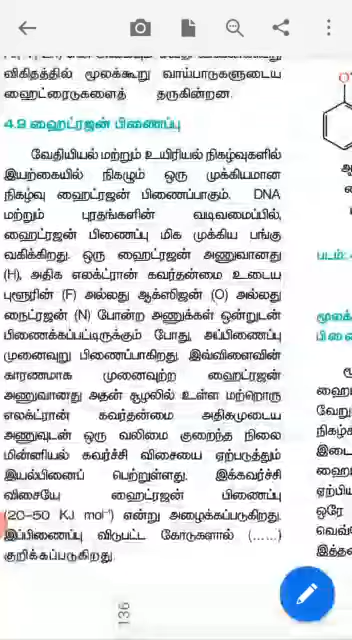 விகிதத்தில் மூலக்கூறு வாய்பாடுகளுடைய
ஹைட்ரைடுகளைத் தருகின்றன.
4.9 ஹைட்ரஜன் பிணைப்பு
வேதியியல் மற்றும் உயிரியல் நிகழ்வுகளில்
இயற்கையில் நிகழும் ஒரு முக்கியமான
நிகழ்வு ஹைட்ரஜன் பிணைப்பாகும். DNA
மற்றும் புரதங்களின் வடிவமைப்பில்,
ஹைட்ரஜன் பிணைப்பு மிக முக்கிய பங்கு
வகிக்கிறது. ஒரு ஹைட்ரஜன் அணுவானது
(H), அதிக எலக்ட்ரான் கவர்தன்மை உடைய
புளூரின் (F) அல்லது ஆக்ஸிஜன் (O) அல்லது
நைட்ரஜன் (N) போன்ற அணுக்கள் ஒன்றுடன்
பிணைக்கப்பட்டிருக்கும் போது, அப்பிணைப்பு
முனைவுறு பிணைப்பாகிறது. இவ்விளைவின்
காரணமாக முனைவுற்ற ஹைட்ரஜன்
அணுவானது அதன் சூழலில் உள்ள மற்றொரு
எலக்ட்ரான் கவர்தன்மை அதிகமுடைய
அணுவுடன் ஒரு வலிமை குறைந்த நிலை
மின்னியல் கவர்ச்சி விசையை ஏற்படுத்தும்
இயல்பினைப் பெற்றுள்ளது. இக்கவர்ச்சி
விசையே ஹைட்ரஜன் பிணைப்பு
(20–50 KJ mol⁻¹) என்று அழைக்கப்படுகிறது.
இப்பிணைப்பு விடுபட்ட கோடுகளால் (......)
குறிக்கப்படுகிறது.
136